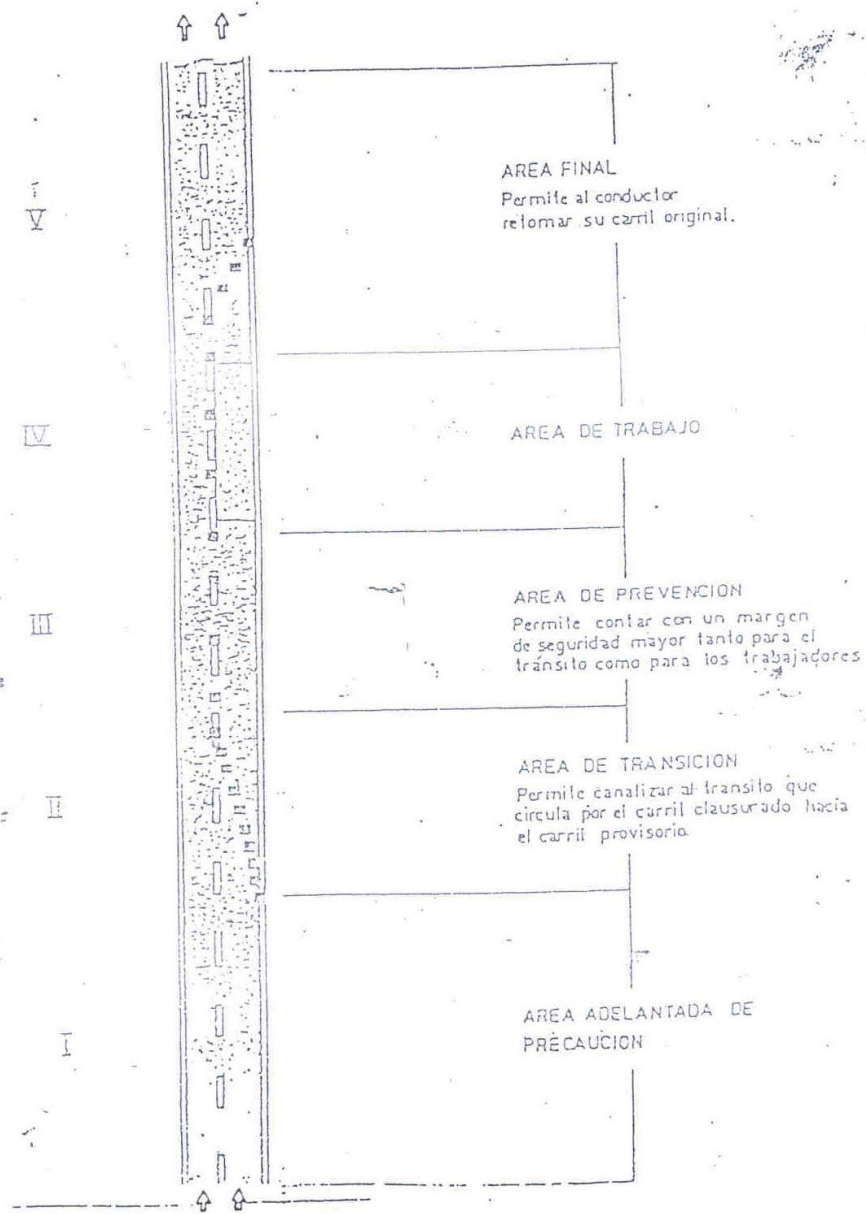 V
AREA FINAL
Permite al conductor
retomar su carril original.
IV
AREA DE TRABAJO
III
AREA DE PREVENCION
Permite contar con un margen
de seguridad mayor tanto para el
tránsito como para los trabajadores
II
AREA DE TRANSICION
Permite canalizar al transito que
circula por el carril clausurado hacia
el carril provisorio.
I
AREA ADELANTADA DE
PRECAUCION